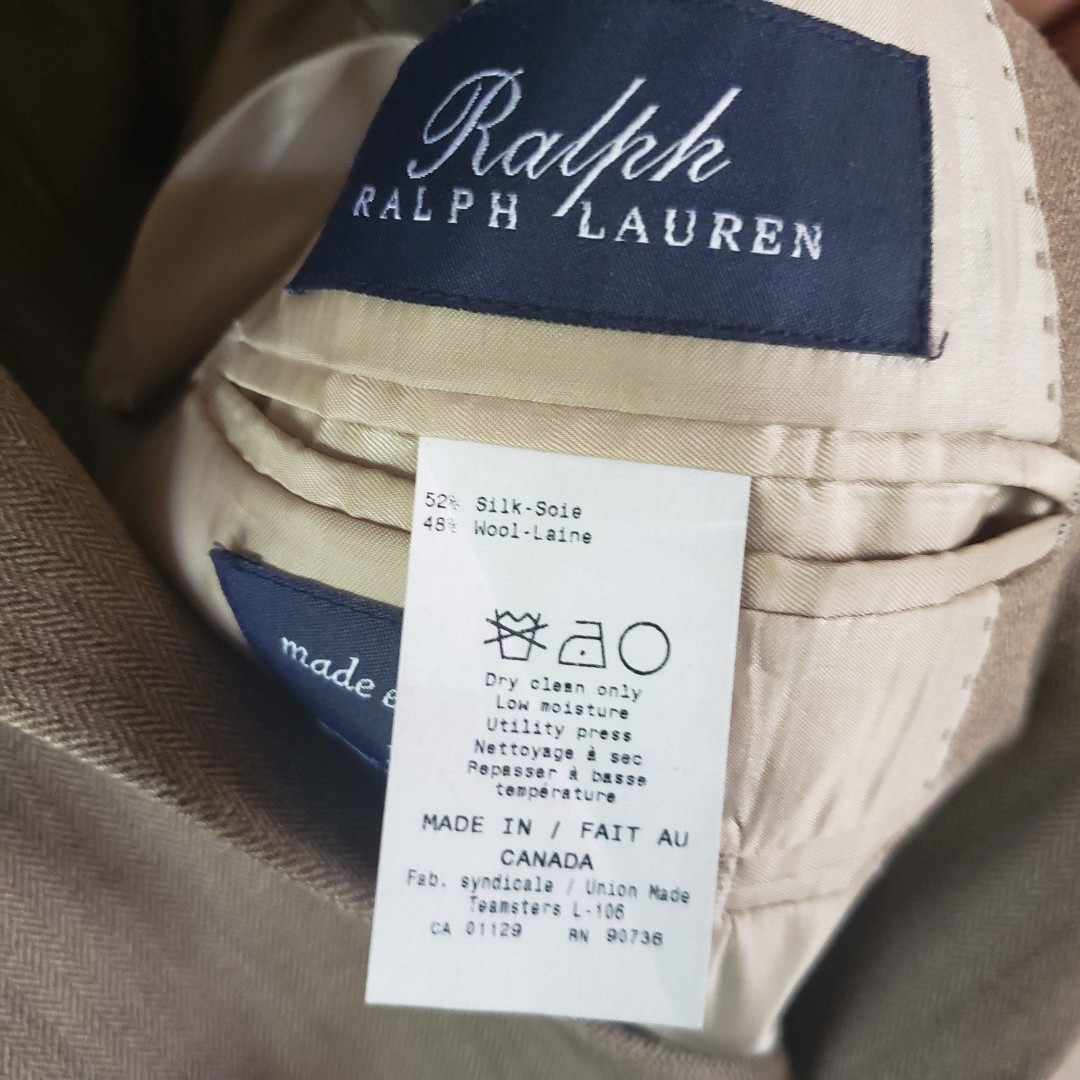 Ralph
RALPH LAUREN
52% Silk-Soie
48% Wool-Laine
made
Dry clean only
Low moisture
Utility press
Nettoyage à sec
Repasser à basse
température
MADE IN / FAIT AU
CANADA
Fab. syndicale / Union Made
Teamsters L-106
CA 01129 RN 90736